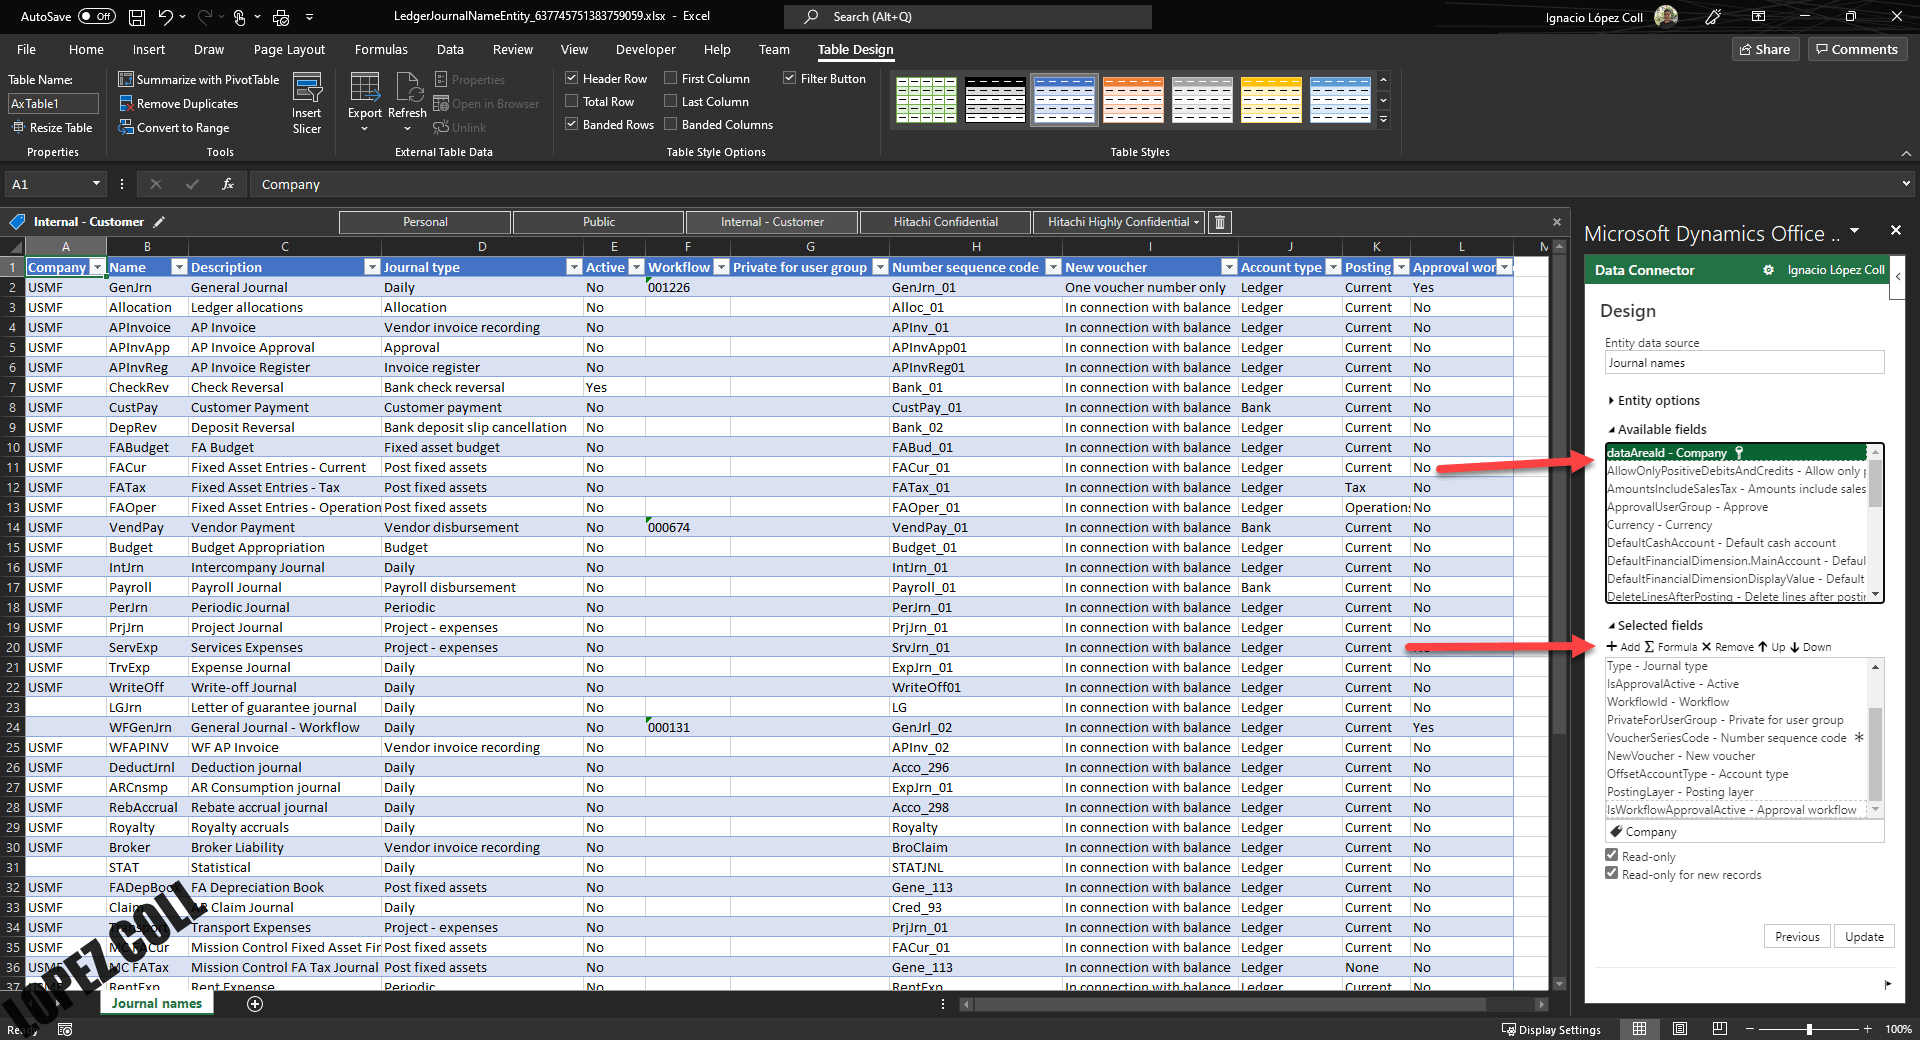 AutoSave Off LedgerJournalNameEntity_637745751383759059.xlsx - Excel Search (Alt+Q) Ignacio López Coll
File Home Insert Draw Page Layout Formulas Data Review View Developer Help Team Table Design Share Comments
Table Name:
AxTable1
Resize Table
Properties
Summarize with PivotTable
Remove Duplicates
Convert to Range
Insert Slicer
Tools
Export Refresh
Properties
Open in Browser
Unlink
External Table Data
Header Row First Column Filter Button
Total Row Last Column
Banded Rows Banded Columns
Table Style Options
Table Styles
A1 fx Company
Internal - Customer Personal Public Internal - Customer Hitachi Confidential Hitachi Highly Confidential
A B C D E F G H I J K L M
1 Company Name Description Journal type Active Workflow Private for user group Number sequence code New voucher Account type Posting Approval wor
2 USMF GenJrn General Journal Daily No 001226 GenJrn_01 One voucher number only Ledger Current Yes
3 USMF Allocation Ledger allocations Allocation No Alloc_01 In connection with balance Ledger Current No
4 USMF APInvoice AP Invoice Vendor invoice recording No APInv_01 In connection with balance Ledger Current No
5 USMF APInvApp AP Invoice Approval Approval No APInvApp01 In connection with balance Ledger Current No
6 USMF APInvReg AP Invoice Register Invoice register No APInvReg01 In connection with balance Ledger Current No
7 USMF CheckRev Check Reversal Bank check reversal Yes Bank_01 In connection with balance Ledger Current No
8 USMF CustPay Customer Payment Customer payment No CustPay_01 In connection with balance Bank Current No
9 USMF DepRev Deposit Reversal Bank deposit slip cancellation No Bank_02 In connection with balance Ledger Current No
10 USMF FABudget FA Budget Fixed asset budget No FABud_01 In connection with balance Ledger Current No
11 USMF FACur Fixed Asset Entries - Current Post fixed assets No FACur_01 In connection with balance Ledger Current No
12 USMF FATax Fixed Asset Entries - Tax Post fixed assets No FATax_01 In connection with balance Ledger Tax No
13 USMF FAOper Fixed Asset Entries - Operation Post fixed assets No FAOper_01 In connection with balance Ledger Operations No
14 USMF VendPay Vendor Payment Vendor disbursement No 000674 VendPay_01 In connection with balance Bank Current No
15 USMF Budget Budget Appropriation Budget No Budget_01 In connection with balance Ledger Current No
16 USMF IntJrn Intercompany Journal Daily No IntJrn_01 In connection with balance Ledger Current No
17 USMF Payroll Payroll Journal Payroll disbursement No Payroll_01 In connection with balance Bank Current No
18 USMF PerJrn Periodic Journal Periodic No PerJrn_01 In connection with balance Ledger Current No
19 USMF PrjJrn Project Journal Project - expenses No PrjJrn_01 In connection with balance Ledger Current No
20 USMF ServExp Services Expenses Project - expenses No SrvJrn_01 In connection with balance Ledger Current
21 USMF TrvExp Expense Journal Daily No ExpJrn_01 In connection with balance Ledger Current No
22 USMF WriteOff Write-off Journal Daily No WriteOff01 In connection with balance Ledger Current No
23 LGJrn Letter of guarantee journal Daily No LG In connection with balance Ledger Current No
24 WFGenJrn General Journal - Workflow Daily No 000131 GenJrl_02 In connection with balance Ledger Current Yes
25 USMF WFAPINV WF AP Invoice Vendor invoice recording No APInv_02 In connection with balance Ledger Current No
26 USMF DeductJrnl Deduction journal Daily No Acco_296 In connection with balance Ledger Current No
27 USMF ARCnsmp AR Consumption journal Daily No ExpJrn_01 In connection with balance Ledger Current No
28 USMF RebAccrual Rebate accrual journal Daily No Acco_298 In connection with balance Ledger Current No
29 USMF Royalty Royalty accruals Daily No Royalty In connection with balance Ledger Current No
30 USMF Broker Broker Liability Vendor invoice recording No BroClaim In connection with balance Ledger Current No
31 STAT Statistical Daily No STATJNL In connection with balance Ledger Current No
32 USMF FADepBook FA Depreciation Book Post fixed assets No Gene_113 In connection with balance Ledger Current No
33 USMF Claim AR Claim Journal Daily No Cred_93 In connection with balance Ledger Current No
34 USMF Transport Transport Expenses Project - expenses No PrjJrn_01 In connection with balance Ledger Current No
35 USMF MC FACur Mission Control Fixed Asset Fir Post fixed assets No FACur_01 In connection with balance Ledger Current No
36 USMF MC FATax Mission Control FA Tax Journal Post fixed assets No Gene_113 In connection with balance Ledger None No
37 USMF RentExp Rent Expense Periodic No RentExp In connection with balance Ledger Current No
LOPEZ COLL
Journal names
Ready Display Settings 100%
Microsoft Dynamics Office ...
Data Connector Ignacio López Coll
Design
Entity data source
Journal names
Entity options
Available fields
dataAreaId - Company
AllowOnlyPositiveDebitsAndCredits - Allow only p
AmountsIncludeSalesTax - Amounts include sales
ApprovalUserGroup - Approve
Currency - Currency
DefaultCashAccount - Default cash account
DefaultFinancialDimension.MainAccount - Defaul
DefaultFinancialDimensionDisplayValue - Default
DeleteLinesAfterPosting - Delete lines after postin
Selected fields
Add Formula Remove Up Down
Type - Journal type
IsApprovalActive - Active
WorkflowId - Workflow
PrivateForUserGroup - Private for user group
VoucherSeriesCode - Number sequence code *
NewVoucher - New voucher
OffsetAccountType - Account type
PostingLayer - Posting layer
IsWorkflowApprovalActive - Approval workflow
Company
Read-only
Read-only for new records
Previous Update